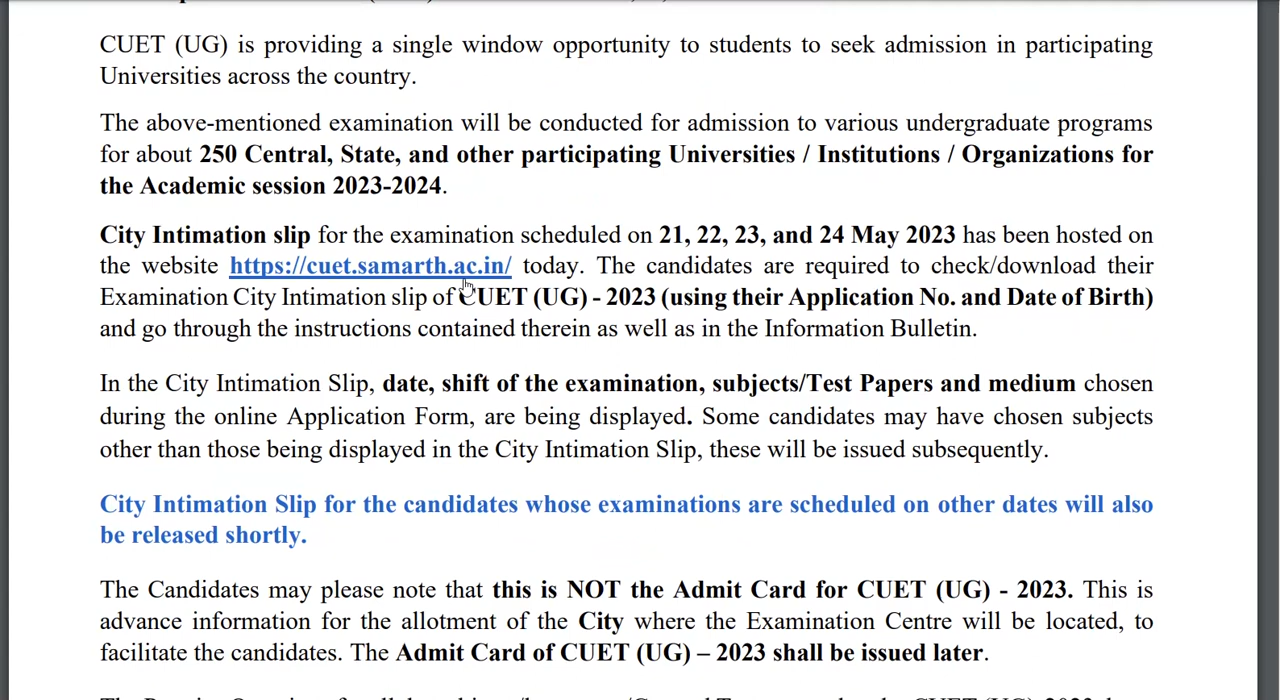 CUET (UG) is providing a single window opportunity to students to seek admission in participating
Universities across the country.
The above-mentioned examination will be conducted for admission to various undergraduate programs
for about 250 Central, State, and other participating Universities / Institutions / Organizations for
the Academic session 2023-2024.
City Intimation slip for the examination scheduled on 21, 22, 23, and 24 May 2023 has been hosted on
the website https://cuet.samarth.ac.in/ today. The candidates are required to check/download their
Examination City Intimation slip of CUET (UG) - 2023 (using their Application No. and Date of Birth)
and go through the instructions contained therein as well as in the Information Bulletin.
In the City Intimation Slip, date, shift of the examination, subjects/Test Papers and medium chosen
during the online Application Form, are being displayed. Some candidates may have chosen subjects
other than those being displayed in the City Intimation Slip, these will be issued subsequently.
City Intimation Slip for the candidates whose examinations are scheduled on other dates will also
be released shortly.
The Candidates may please note that this is NOT the Admit Card for CUET (UG) - 2023. This is
advance information for the allotment of the City where the Examination Centre will be located, to
facilitate the candidates. The Admit Card of CUET (UG) – 2023 shall be issued later.